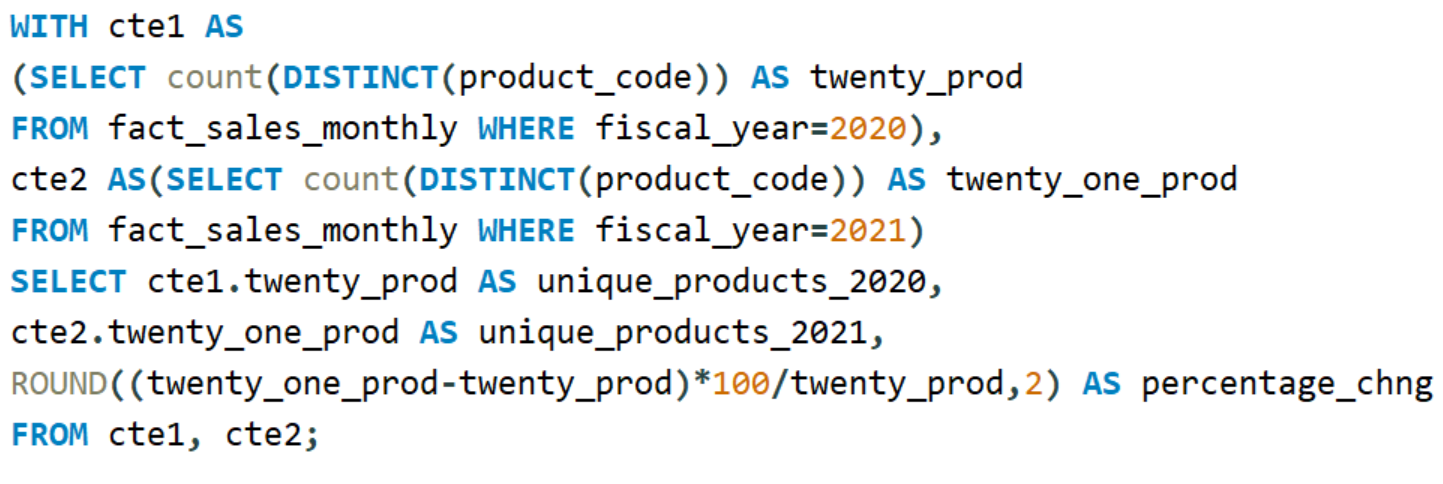 WITH cte1 AS
(SELECT count(DISTINCT(product_code)) AS twenty_prod
FROM fact_sales_monthly WHERE fiscal_year=2020),
cte2 AS(SELECT count(DISTINCT(product_code)) AS twenty_one_prod
FROM fact_sales_monthly WHERE fiscal_year=2021)
SELECT cte1.twenty_prod AS unique_products_2020,
cte2.twenty_one_prod AS unique_products_2021,
ROUND((twenty_one_prod-twenty_prod)*100/twenty_prod,2) AS percentage_chng
FROM cte1, cte2;